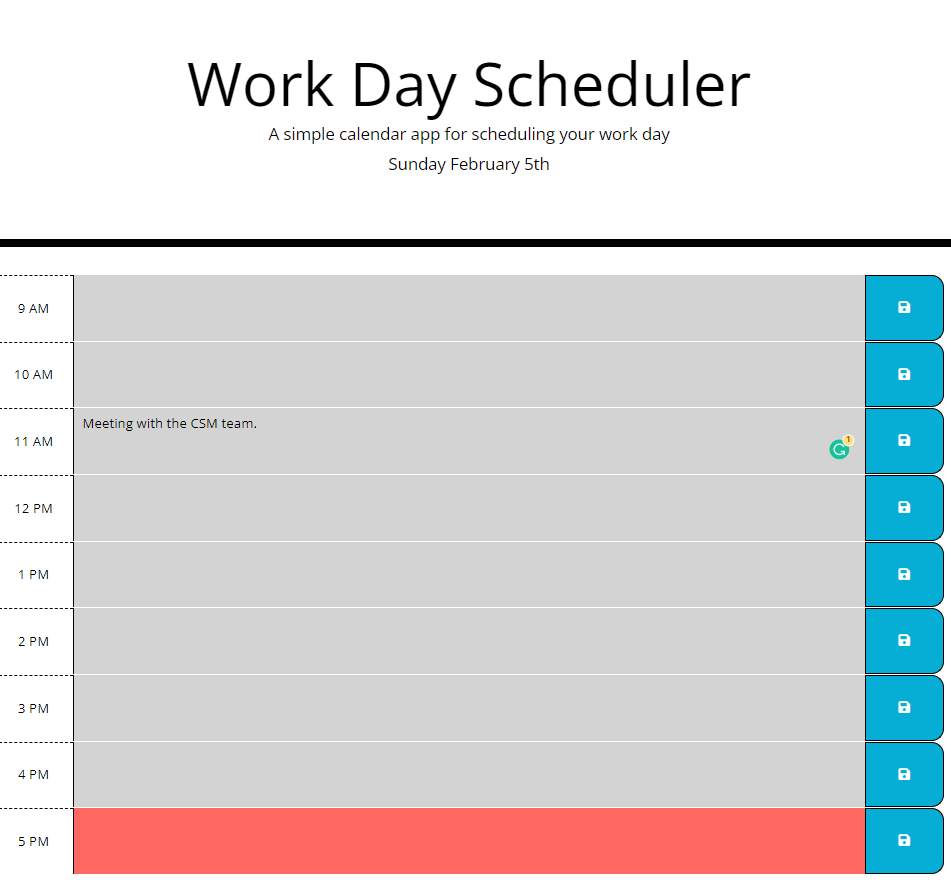 Work Day Scheduler
A simple calendar app for scheduling your work day
Sunday February 5th
9 AM
10 AM
11 AM
Meeting with the CSM team.
1
12 PM
1 PM
2 PM
3 PM
4 PM
5 PM